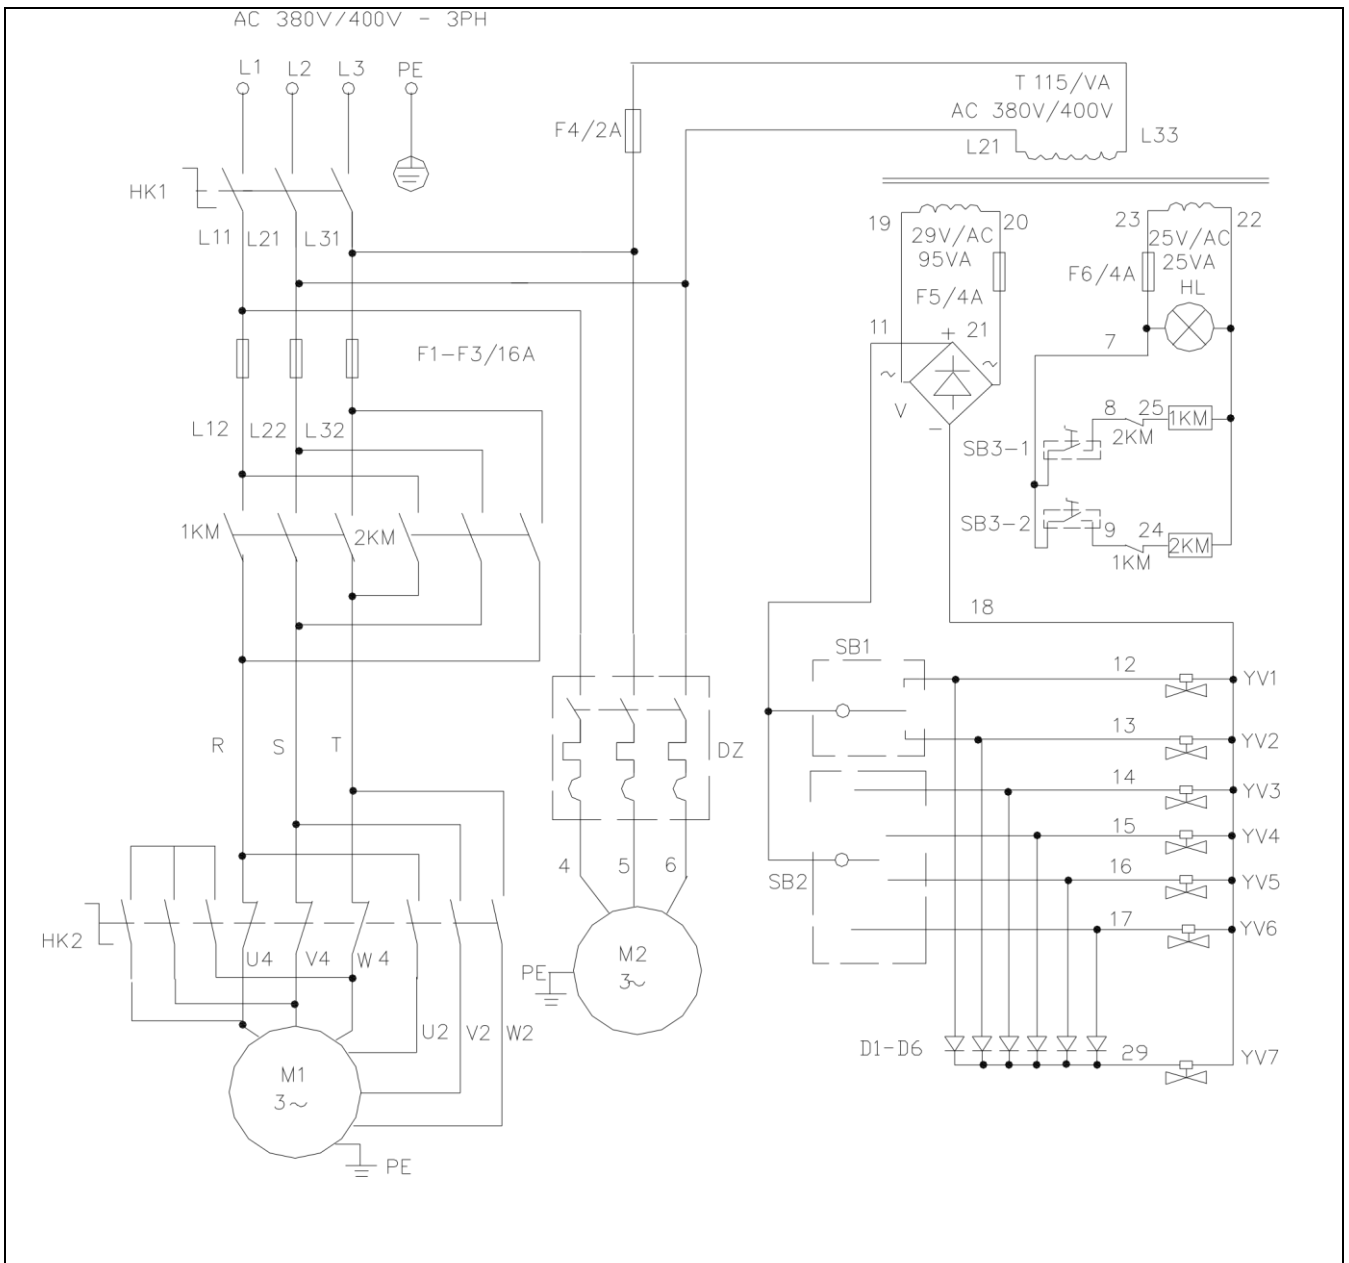 AC 380V/400V - 3PH
L1 L2 L3 PE
T 115/VA
AC 380V/400V
F4/2A
L21 L33
HK1
L11 L21 L31
19 20 23 22
29V/AC
95VA
25V/AC
25VA
F6/4A
HL
F5/4A
11 + 21
7
~ ~
V
-
F1-F3/16A
L12 L22 L32
8 25 1KM
2KM
SB3-1
SB3-2
9 24 2KM
1KM
1KM 2KM
18
SB1
12 YV1
13 YV2
14 YV3
15 YV4
16 YV5
17 YV6
SB2
R S T
DZ
4 5 6
HK2
U4 V4 W4
M2
3~
PE
U2 V2 W2
D1-D6
29 YV7
M1
3~
PE